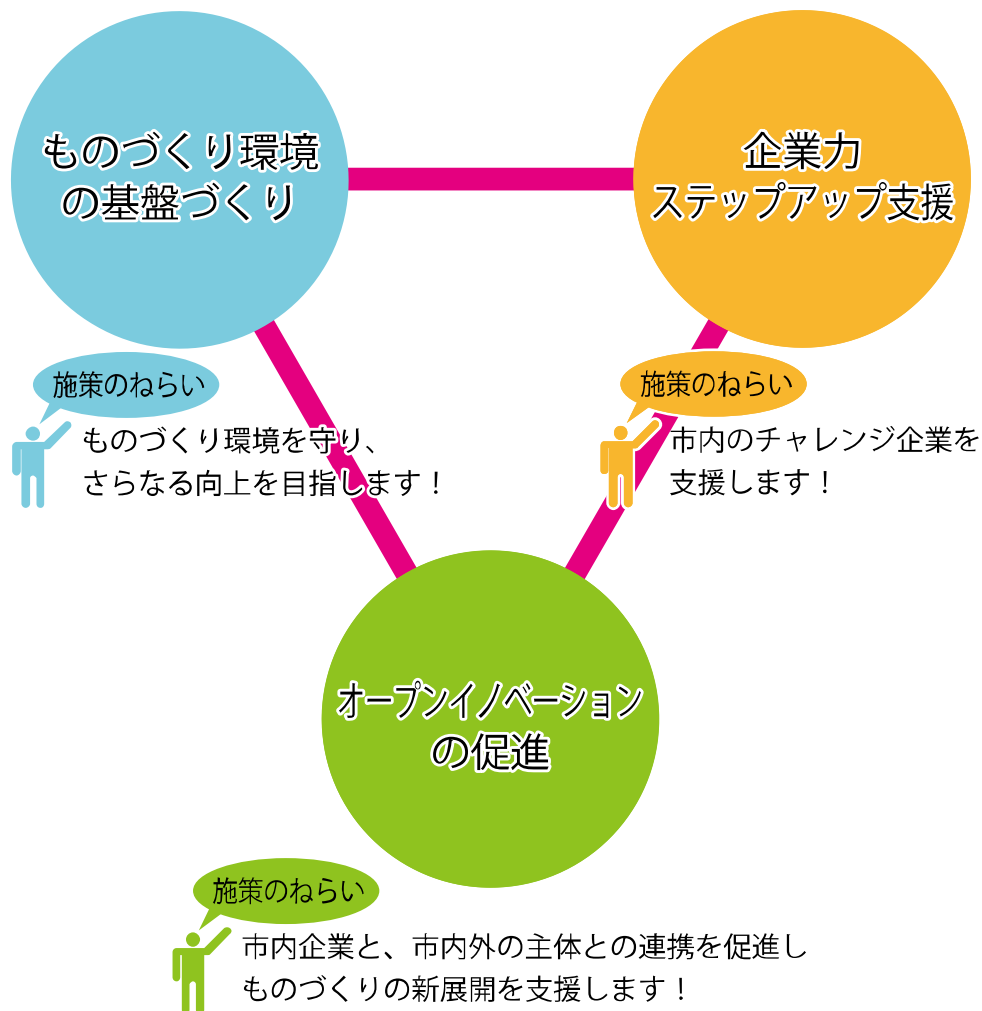 ものづくり環境
の基盤づくり
企業力
ステップアップ支援
施策のねらい
ものづくり環境を守り、
さらなる向上を目指します！
施策のねらい
市内のチャレンジ企業を
支援します！
オープンイノベーション
の促進
施策のねらい
市内企業と、市内外の主体との連携を促進し
ものづくりの新展開を支援します！